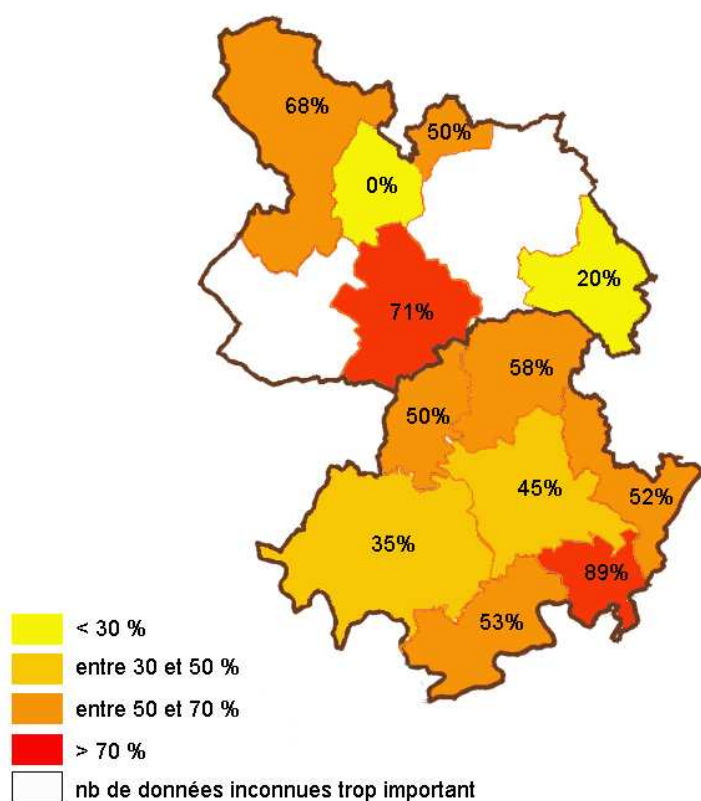 68%
50%
0%
20%
71%
58%
50%
45%
52%
35%
89%
53%
< 30 %
entre 30 et 50 %
entre 50 et 70 %
> 70 %
nb de données inconnues trop important